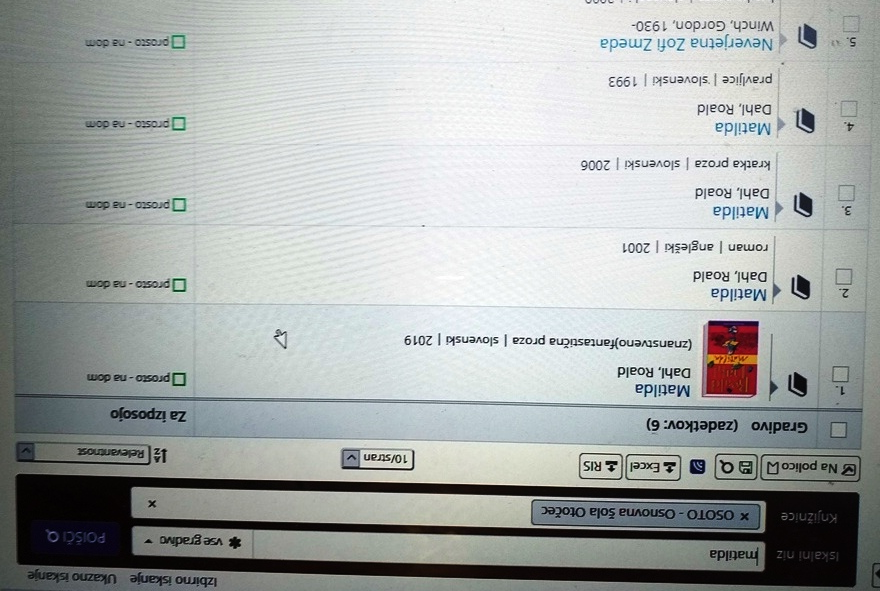 Izbirno iskanje Ukazno iskanje
Iskalni niz
matilda
vse gradivo
POIŠČI
Knjižnice
× OSOTO - Osnovna šola Otočec
×
Na polico
Excel
RIS
10/stran
Relevantnost
Gradivo (zadetkov: 6)
Za izposojo
1.
Matilda
Dahl, Roald
(znanstveno)fantastična proza | slovenski | 2019
prosto - na dom
2.
Matilda
Dahl, Roald
roman | angleški | 2001
prosto - na dom
3.
Matilda
Dahl, Roald
kratka proza | slovenski | 2006
prosto - na dom
4.
Matilda
Dahl, Roald
pravljice | slovenski | 1993
prosto - na dom
5.
Neverjetna Zofi Zmeda
Winch, Gordon, 1930-
prosto - na dom